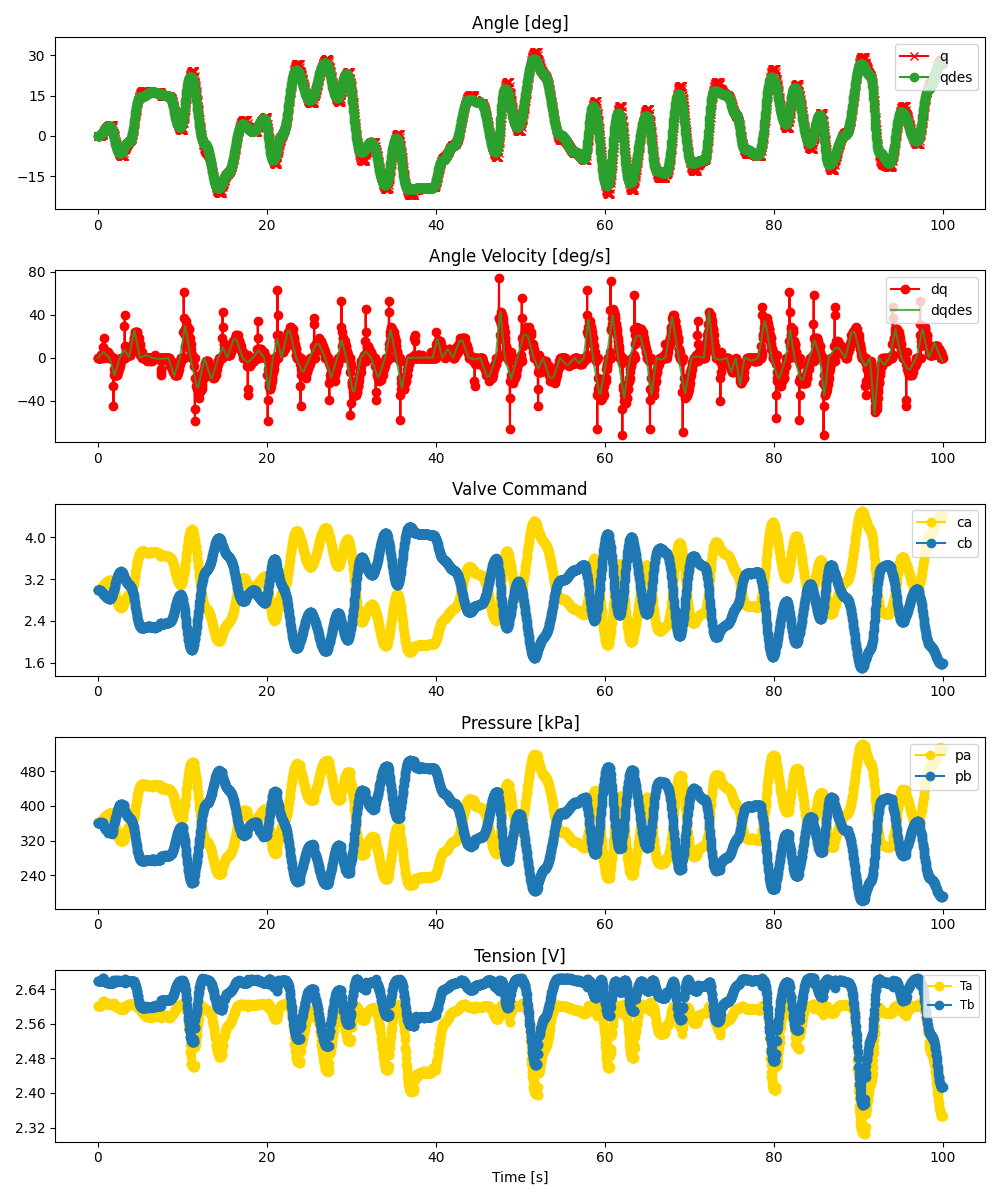 Angle [deg]
30
15
0
−15
q
qdes
0 20 40 60 80 100
Angle Velocity [deg/s]
80
40
0
−40
dq
dqdes
0 20 40 60 80 100
Valve Command
4.0
3.2
2.4
1.6
ca
cb
0 20 40 60 80 100
Pressure [kPa]
480
400
320
240
pa
pb
0 20 40 60 80 100
Tension [V]
2.64
2.56
2.48
2.40
2.32
Ta
Tb
0 20 40 60 80 100
Time [s]